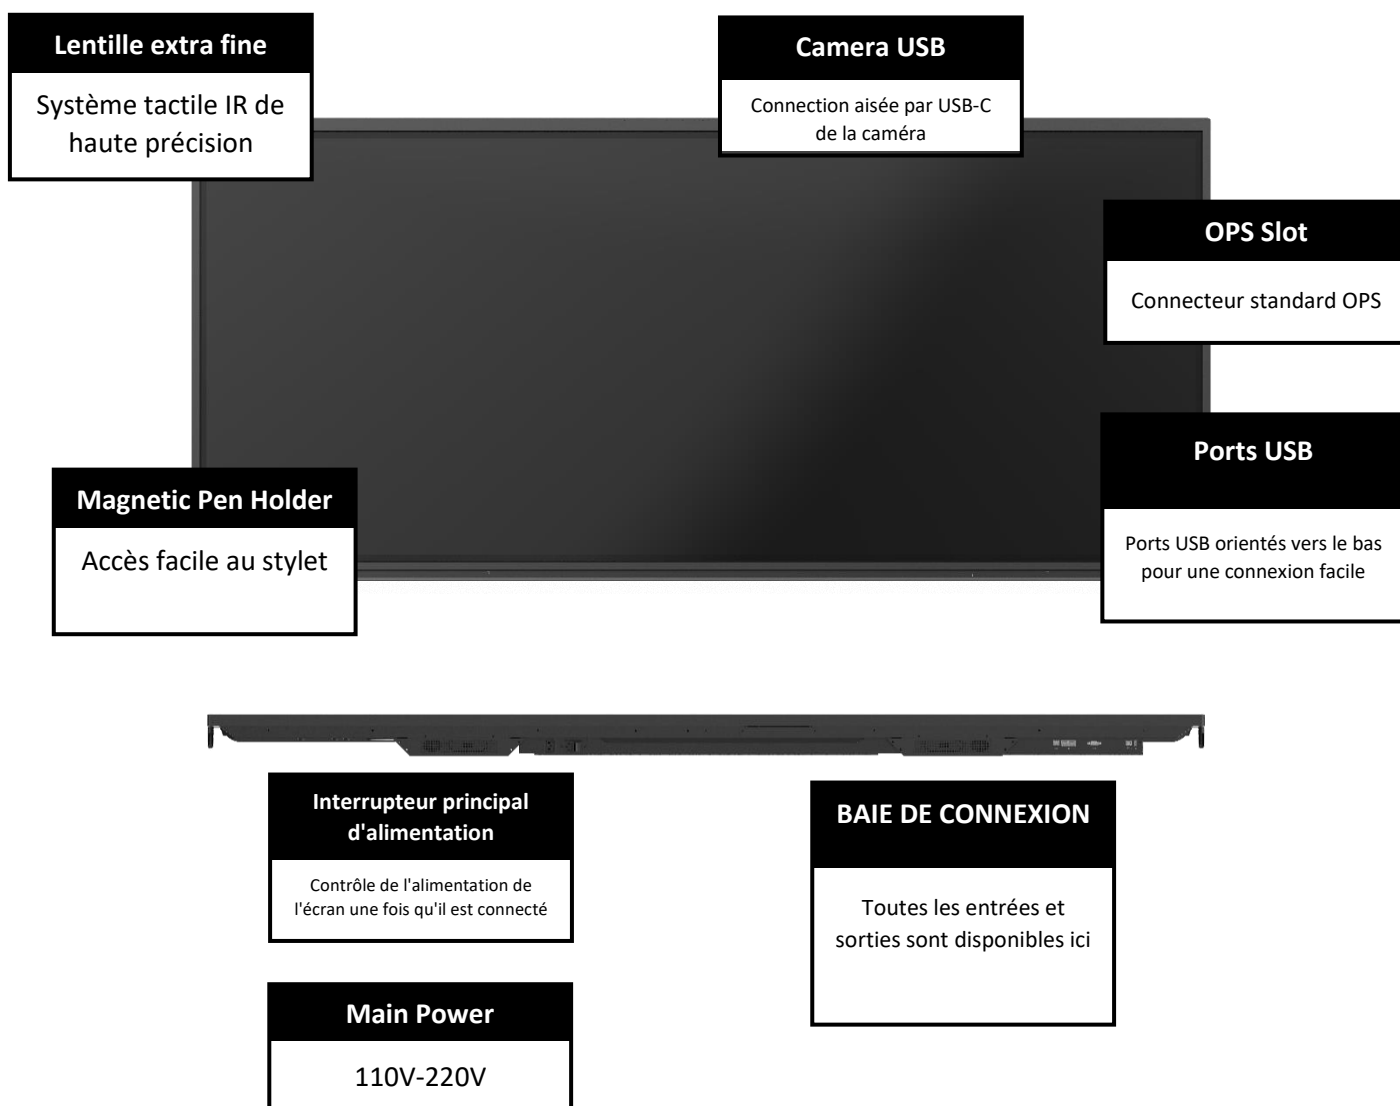 Lentille extra fine
Système tactile IR de
haute précision
Camera USB
Connection aisée par USB-C
de la caméra
OPS Slot
Connecteur standard OPS
Magnetic Pen Holder
Accès facile au stylet
Ports USB
Ports USB orientés vers le bas
pour une connexion facile
Interrupteur principal
d'alimentation
Contrôle de l'alimentation de
l'écran une fois qu'il est connecté
BAIE DE CONNEXION
Toutes les entrées et
sorties sont disponibles ici
Main Power
110V-220V